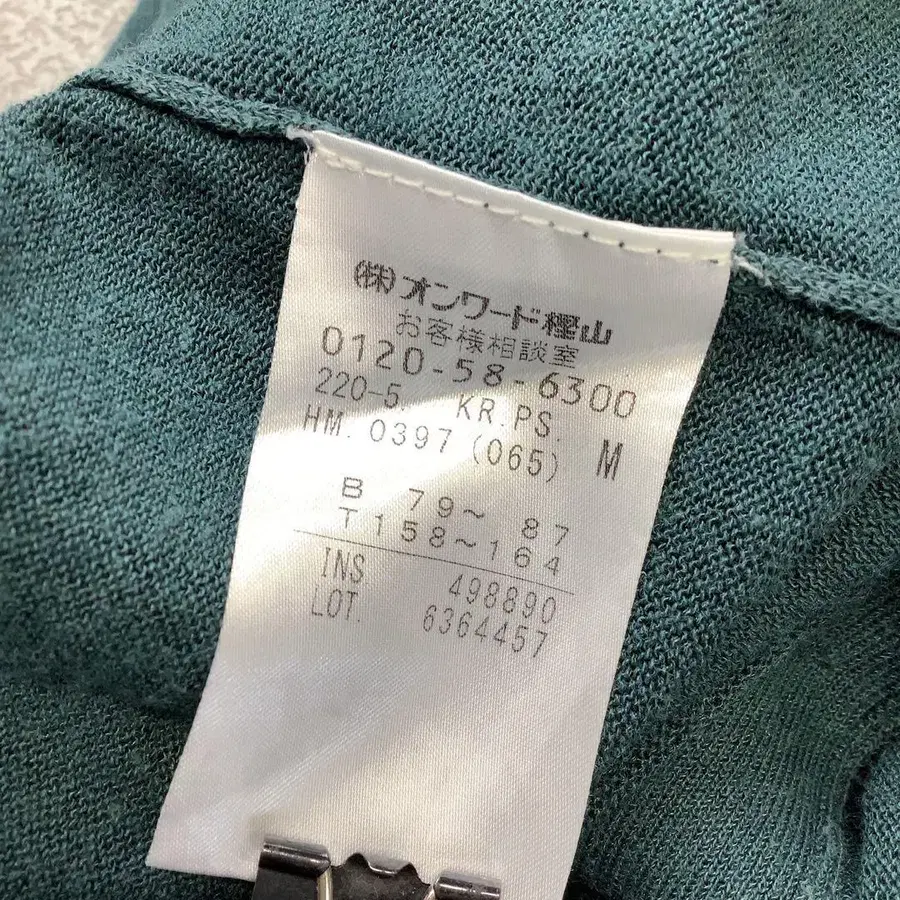 (株)オンワード樫山
お客様相談室
0120-58-6300
220-5. KR.PS.
HM. 0397 (065) M
B 79~ 87
T 158~164
INS 498890
LOT. 6364457